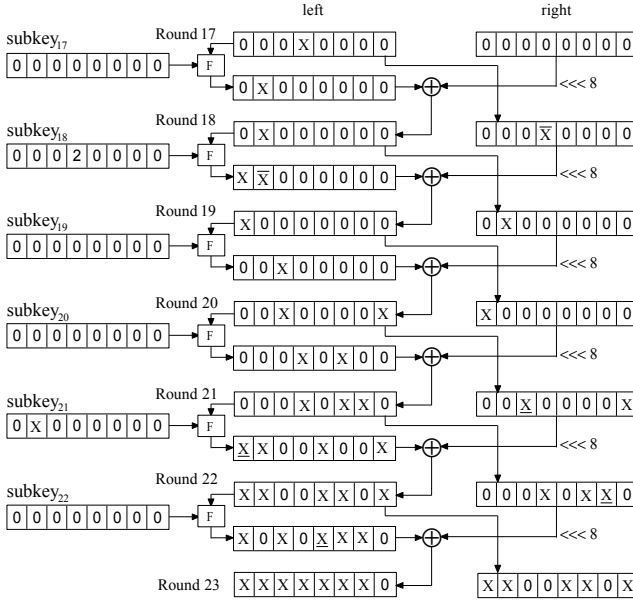 left right
Round 17 0 0 0 X 0 0 0 0 0 0 0 0 0 0 0 0
subkey₁₇
0 0 0 0 0 0 0 0 F
0 X 0 0 0 0 0 0 <<< 8
Round 18 0 X 0 0 0 0 0 0 0 0 0 X̅ 0 0 0 0
subkey₁₈
0 0 0 2 0 0 0 0 F
X X̅ 0 0 0 0 0 0 <<< 8
Round 19 X 0 0 0 0 0 0 0 0 X 0 0 0 0 0 0
subkey₁₉
0 0 0 0 0 0 0 0 F
0 0 X 0 0 0 0 0 <<< 8
Round 20 0 0 X 0 0 0 0 X X 0 0 0 0 0 0 0
subkey₂₀
0 0 0 0 0 0 0 0 F
0 0 0 X 0 X 0 0 <<< 8
Round 21 0 0 0 X 0 X X 0 0 0 X̲ 0 0 0 0 X
subkey₂₁
0 X 0 0 0 0 0 0 F
X̲ X 0 0 X 0 0 X <<< 8
Round 22 X X 0 0 X X 0 X 0 0 0 X 0 X X̲ 0
subkey₂₂
0 0 0 0 0 0 0 0 F
X 0 X 0 X̲ X X 0 <<< 8
Round 23 X X X X X X X 0 X X 0 0 X X 0 X